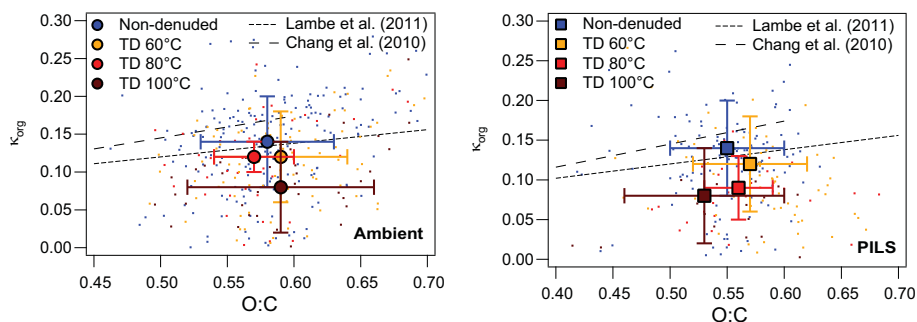 0.30
0.25
0.20
0.15
0.10
0.05
0.00
κorg
Non-denuded
TD 60°C
TD 80°C
TD 100°C
Lambe et al. (2011)
Chang et al. (2010)
Ambient
0.45 0.50 0.55 0.60 0.65 0.70
O:C
0.30
0.25
0.20
0.15
0.10
0.05
0.00
κorg
Non-denuded
TD 60°C
TD 80°C
TD 100°C
Lambe et al. (2011)
Chang et al. (2010)
PILS
0.40 0.45 0.50 0.55 0.60 0.65 0.70
O:C